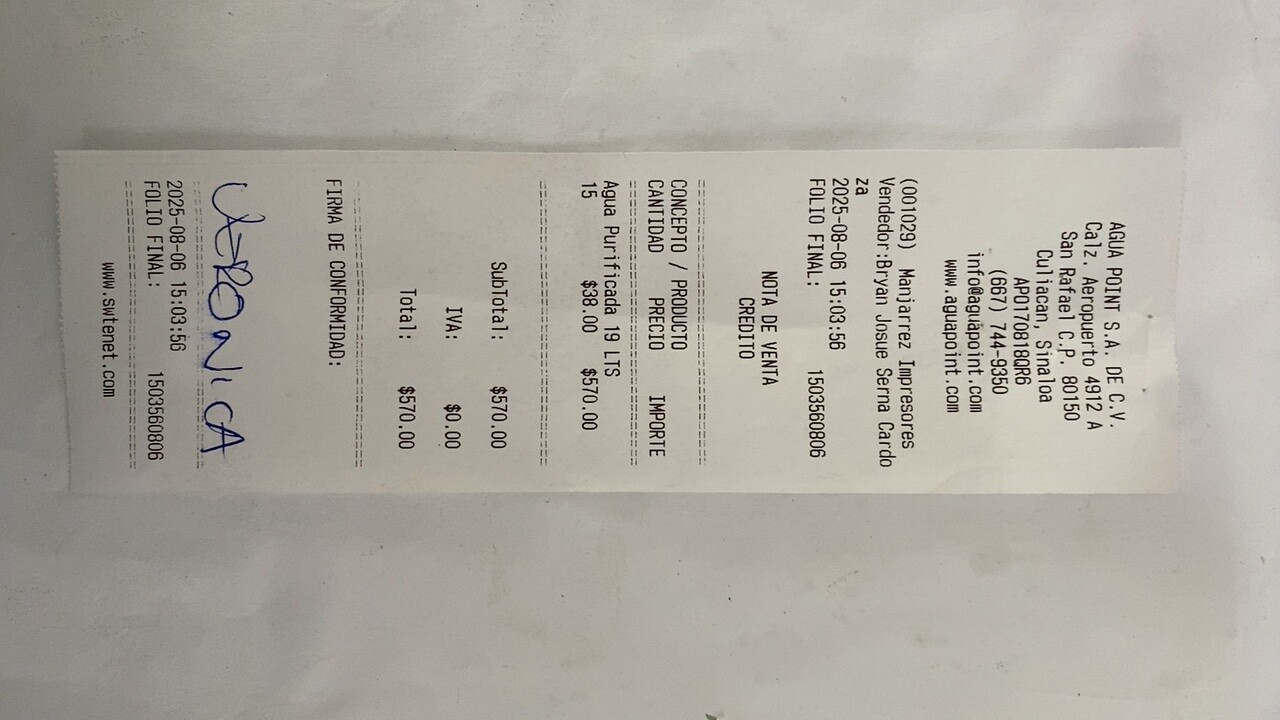 AGUA POINT S.A. DE C.V.
Calz. Aeropuerto 4912 A
San Rafael C.P. 80150
Culiacan, Sinaloa
APO170818QR6
(667) 744-9350
info@aguapoint.com
www.aguapoint.com
(001029) Manjarrez Impresores
Vendedor:Bryan Josue Serna Cardo
za
2025-08-06 15:03:56
FOLIO FINAL: 1503560806
NOTA DE VENTA
CREDITO
CONCEPTO / PRODUCTO
CANTIDAD PRECIO IMPORTE
Agua Purificada 19 LTS
15 $38.00 $570.00
SubTotal: $570.00
IVA: $0.00
Total: $570.00
FIRMA DE CONFORMIDAD:
VERONICA
2025-08-06 15:03:56
FOLIO FINAL: 1503560806
www.swtenet.com